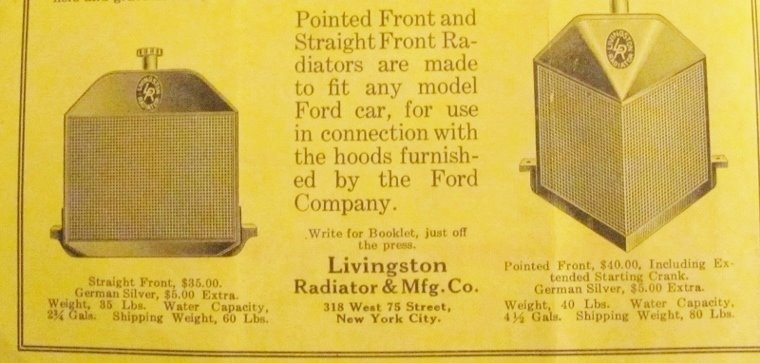 Pointed Front and
Straight Front Ra-
diators are made
to fit any model
Ford car, for use
in connection with
the hoods furnish-
ed by the Ford
Company.
Write for Booklet, just off
the press.
Livingston
Radiator & Mfg. Co.
318 West 75 Street,
New York City.
LIVINGSTON
LR
Straight Front, $35.00.
German Silver, $5.00 Extra.
Weight, 35 Lbs. Water Capacity,
2¾ Gals. Shipping Weight, 60 Lbs.
LIVINGSTON
LR
Pointed Front, $40.00, Including Ex-
tended Starting Crank.
German Silver, $5.00 Extra.
Weight, 40 Lbs. Water Capacity,
4½ Gals. Shipping Weight, 80 Lbs.